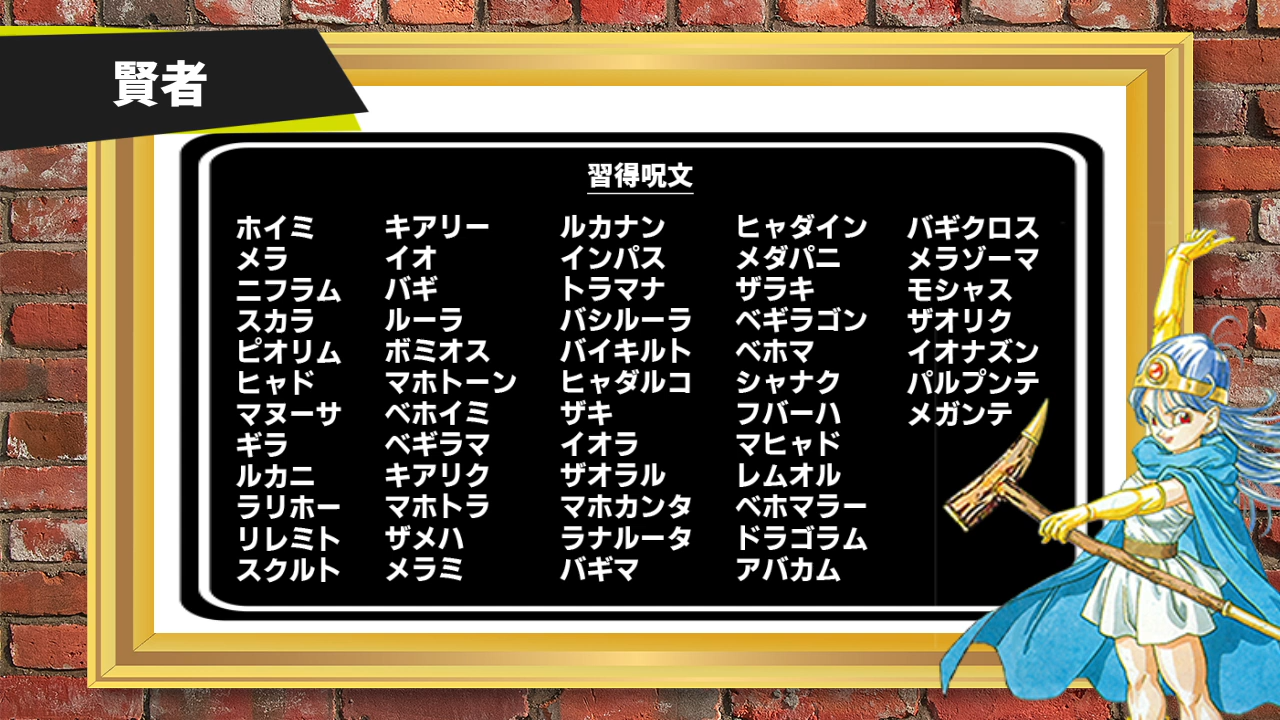 賢者
習得呪文
ホイミ
メラ
ニフラム
スカラ
ピオリム
ヒャド
マヌーサ
ギラ
ルカニ
ラリホー
リレミト
スクルト
キアリー
イオ
バギ
ルーラ
ボミオス
マホトーン
ベホイミ
ベギラマ
キアリク
マホトラ
ザメハ
メラミ
ルカナン
インパス
トラマナ
バシルーラ
バイキルト
ヒャダルコ
ザキ
イオラ
ザオラル
マホカンタ
ラナルータ
バギマ
ヒャダイン
メダパニ
ザラキ
ベギラゴン
ベホマ
シャナク
フバーハ
マヒャド
レムオル
ベホマラー
ドラゴラム
アバカム
バギクロス
メラゾーマ
モシャス
ザオリク
イオナズン
パルプンテ
メガンテ